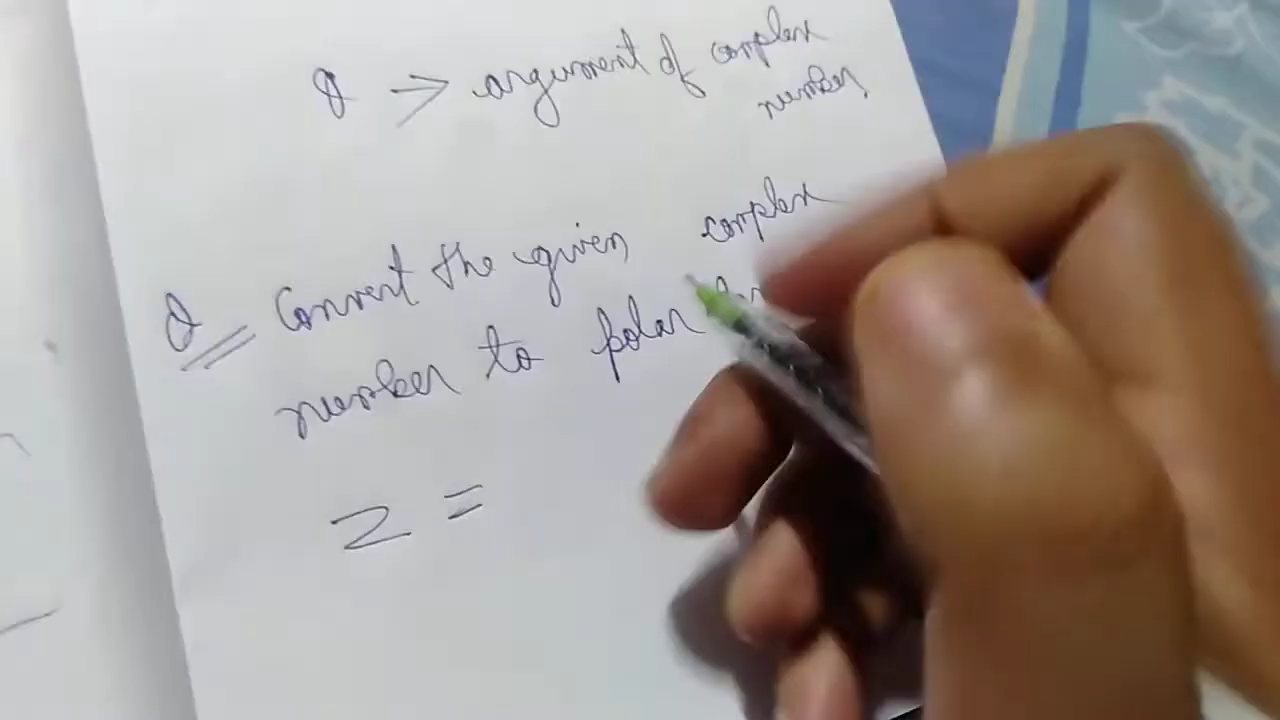 θ → argument of complex
number.
Q Convert the given complex
number to polar
z =